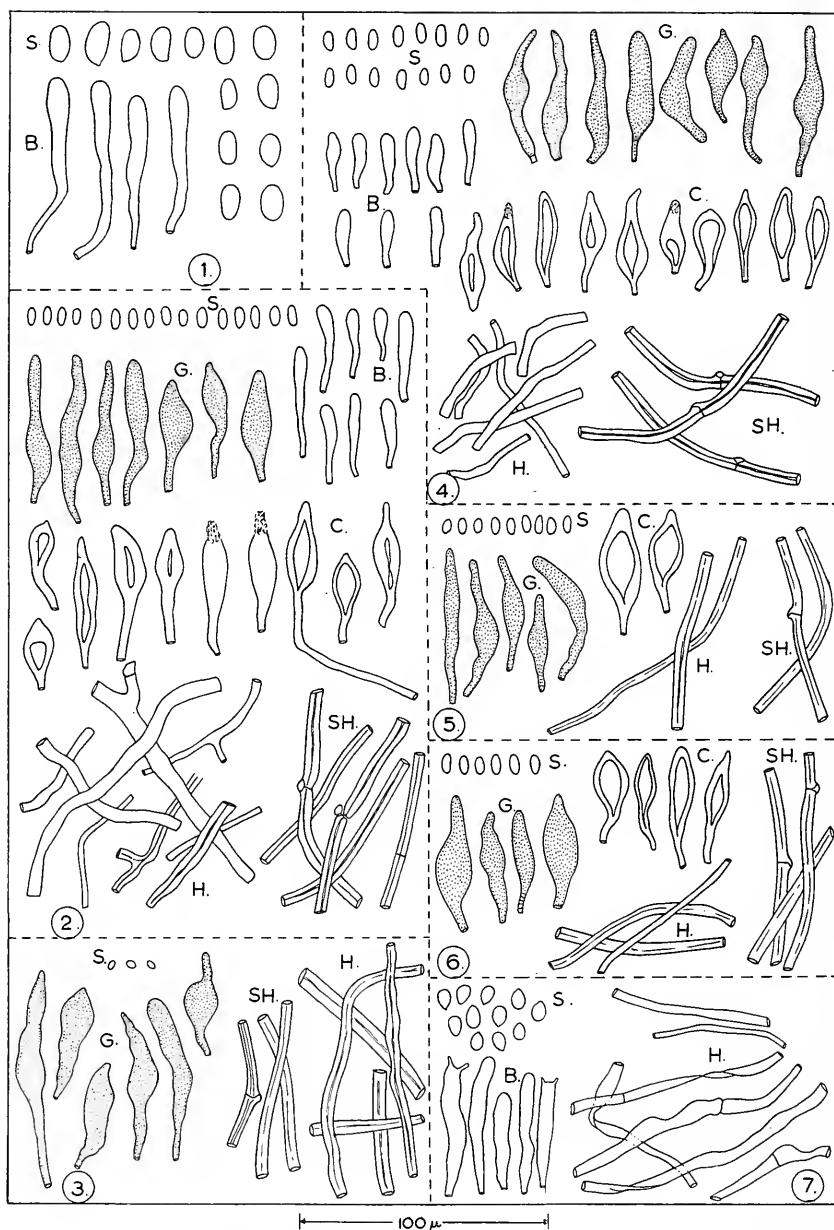 S.
B.
1.
S.
G.
B.
C.
H.
SH.
4.
S.
G.
B.
C.
SH.
H.
2.
S.
C.
G.
H.
SH.
5.
S.
C.
SH.
G.
H.
6.
S.
G.
SH.
H.
3.
S.
B.
H.
7.
100 μ